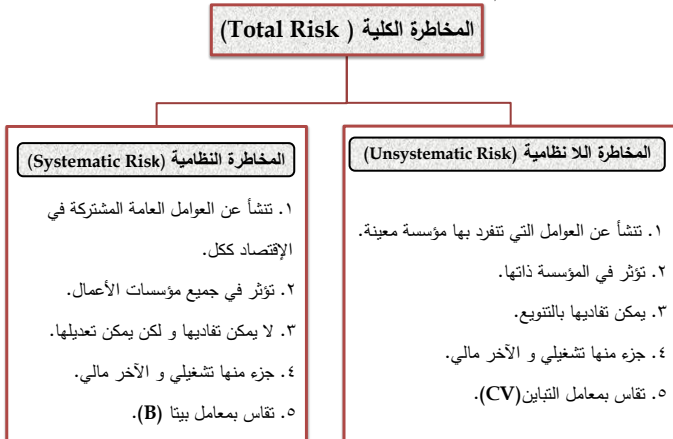 المخاطرة الكلية ( Total Risk)
المخاطرة اللا نظامية (Unsystematic Risk)
١. تنشأ عن العوامل التي تتفرد بها مؤسسة معينة.
٢. تؤثر في المؤسسة ذاتها.
٣. يمكن تفاديها بالتنويع.
٤. جزء منها تشغيلي و الآخر مالي.
٥. تقاس بمعامل التباين(CV).
المخاطرة النظامية (Systematic Risk)
١. تنشأ عن العوامل العامة المشتركة في
الإقتصاد ككل.
٢. تؤثر في جميع مؤسسات الأعمال.
٣. لا يمكن تفاديها و لكن يمكن تعديلها.
٤. جزء منها تشغيلي و الآخر مالي.
٥. تقاس بمعامل بيتا (B).